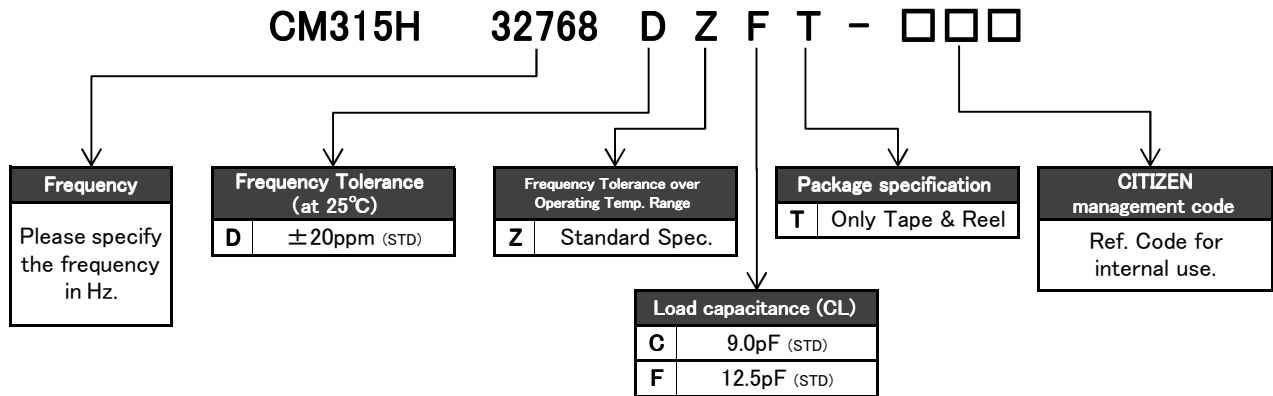 CM315H 32768 D Z F T - □□□
Frequency
Please specify
the frequency
in Hz.
Frequency Tolerance
(at 25℃)
D ±20ppm (STD)
Frequency Tolerance over
Operating Temp. Range
Z Standard Spec.
Load capacitance (CL)
C 9.0pF (STD)
F 12.5pF (STD)
Package specification
T Only Tape & Reel
CITIZEN
management code
Ref. Code for
internal use.